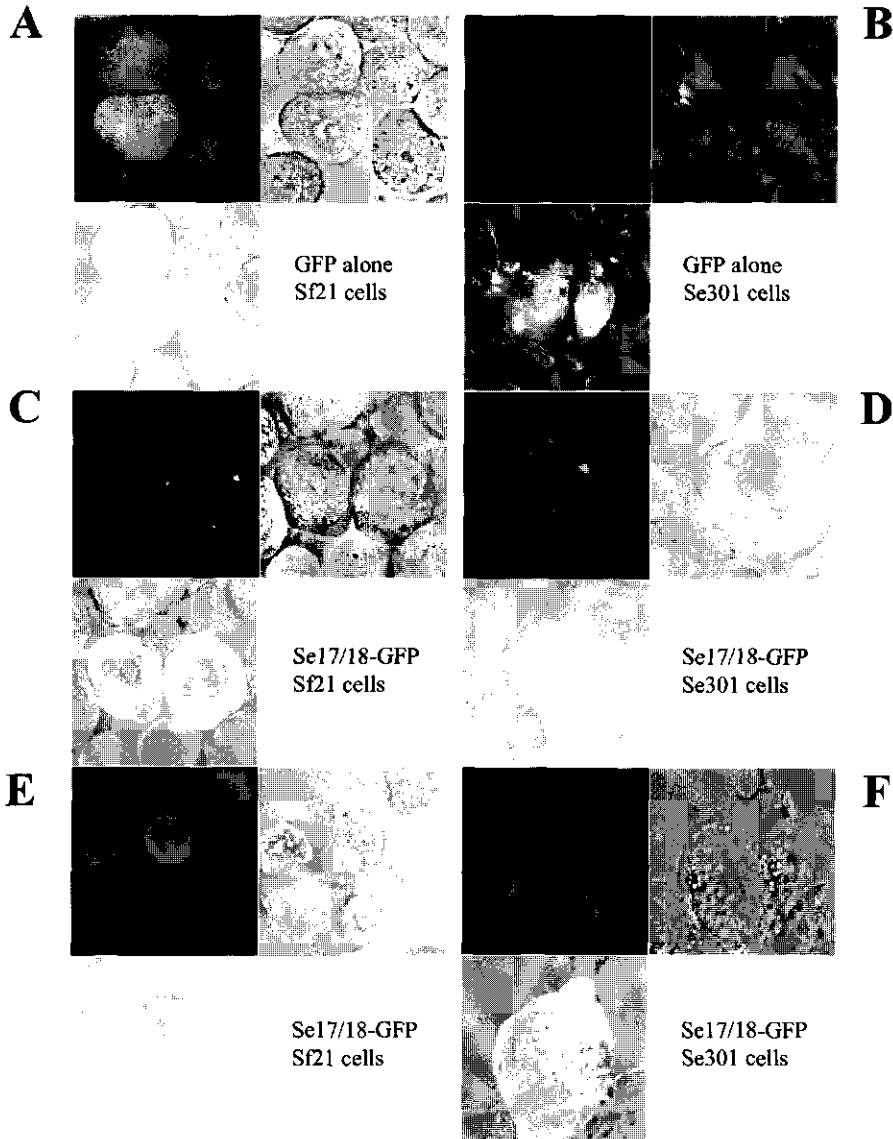 A
B
GFP alone
Sf21 cells
GFP alone
Se301 cells
C
D
Se17/18-GFP
Sf21 cells
Se17/18-GFP
Se301 cells
E
F
Se17/18-GFP
Sf21 cells
Se17/18-GFP
Se301 cells